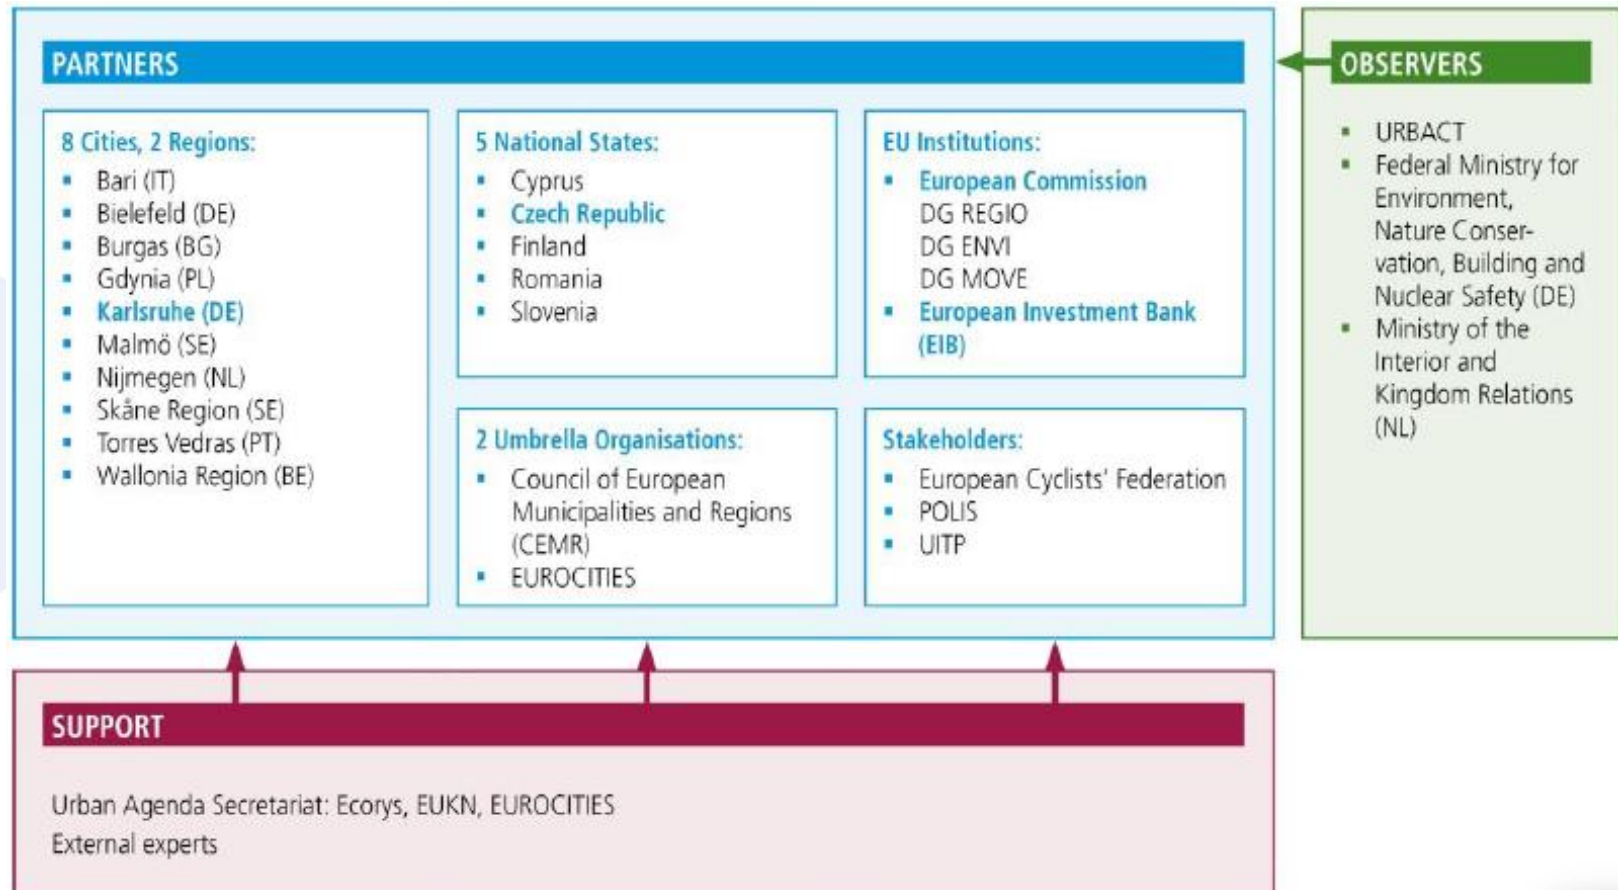 PARTNERS
8 Cities, 2 Regions:
Bari (IT)
Bielefeld (DE)
Burgas (BG)
Gdynia (PL)
Karlsruhe (DE)
Malmö (SE)
Nijmegen (NL)
Skåne Region (SE)
Torres Vedras (PT)
Wallonia Region (BE)
5 National States:
Cyprus
Czech Republic
Finland
Romania
Slovenia
EU Institutions:
European Commission
DG REGIO
DG ENVI
DG MOVE
European Investment Bank
(EIB)
2 Umbrella Organisations:
Council of European
Municipalities and Regions
(CEMR)
EUROCITIES
Stakeholders:
European Cyclists' Federation
POLIS
UITP
OBSERVERS
URBACT
Federal Ministry for
Environment,
Nature Conser-
vation, Building and
Nuclear Safety (DE)
Ministry of the
Interior and
Kingdom Relations
(NL)
SUPPORT
Urban Agenda Secretariat: Ecorys, EUKN, EUROCITIES
External experts